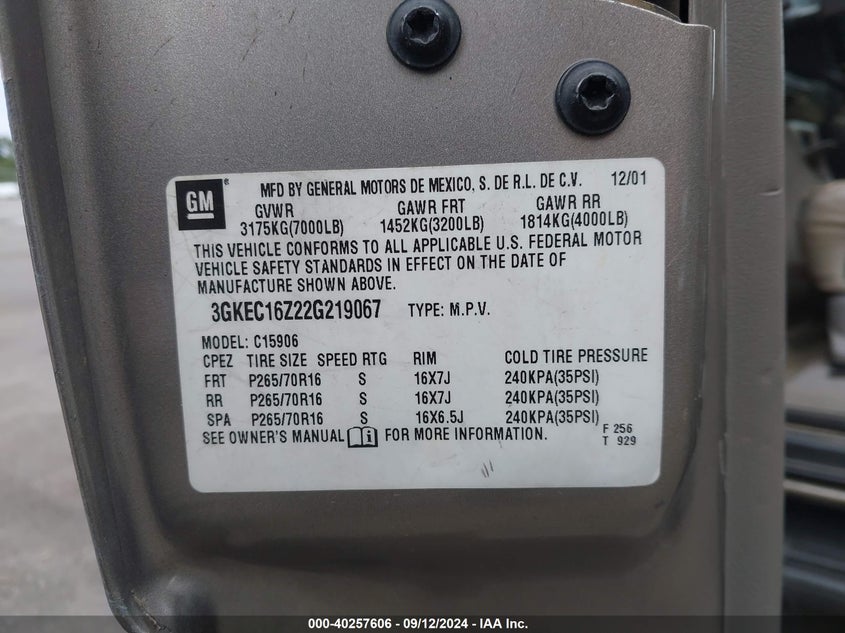 GM ® MFD BY GENERAL MOTORS DE MEXICO, S. DE R.L. DE C.V. 12/01
GVWR GAWR FRT GAWR RR
3175KG(7000LB) 1452KG(3200LB) 1814KG(4000LB)
THIS VEHICLE CONFORMS TO ALL APPLICABLE U.S. FEDERAL MOTOR
VEHICLE SAFETY STANDARDS IN EFFECT ON THE DATE OF
MANUFACTURE SHOWN ABOVE.
3GKEC16Z22G219067 TYPE: M.P.V.
MODEL: C15906
CPEZ TIRE SIZE SPEED RTG RIM COLD TIRE PRESSURE
FRT P265/70R16 S 16X7J 240KPA(35PSI)
RR P265/70R16 S 16X7J 240KPA(35PSI)
SPA P265/70R16 S 16X6.5J 240KPA(35PSI)
SEE OWNER'S MANUAL i FOR MORE INFORMATION. F 256
T 929
000-40257606 - 09/12/2024 - IAA Inc.